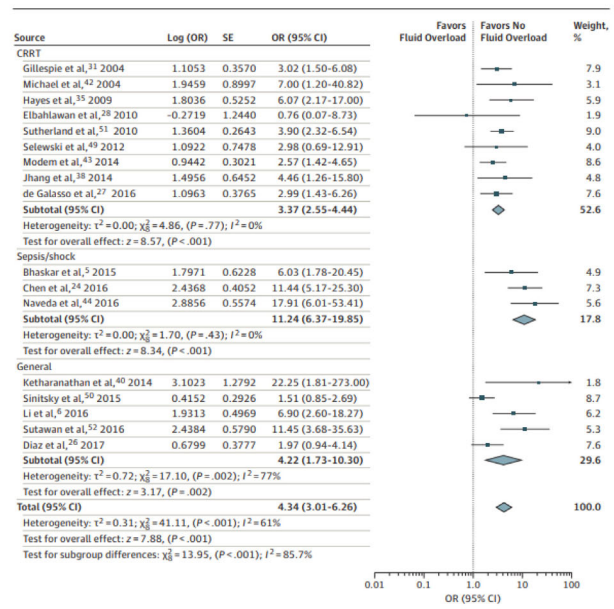 Favors Fluid Overload Favors No Fluid Overload Weight, %
Source Log (OR) SE OR (95% CI)
CRRT
Gillespie et al,31 2004 1.1053 0.3570 3.02 (1.50-6.08) 7.9
Michael et al,42 2004 1.9459 0.8997 7.00 (1.20-40.82) 3.1
Hayes et al,35 2009 1.8036 0.5252 6.07 (2.17-17.00) 5.9
Elbahlawan et al,28 2010 -0.2719 1.2440 0.76 (0.07-8.73) 1.9
Sutherland et al,51 2010 1.3604 0.2643 3.90 (2.32-6.54) 9.0
Selewski et al,49 2012 1.0922 0.7478 2.98 (0.69-12.91) 4.0
Modem et al,43 2014 0.9442 0.3021 2.57 (1.42-4.65) 8.6
Jhang et al,38 2014 1.4956 0.6452 4.46 (1.26-15.80) 4.8
de Galasso et al,27 2016 1.0963 0.3765 2.99 (1.43-6.26) 7.6
Subtotal (95% CI) 3.37 (2.55-4.44) 52.6
Heterogeneity: τ2=0.00; χ28=4.86, (P=.77); I2=0%
Test for overall effect: z=8.57, (P<.001)
Sepsis/shock
Bhaskar et al,5 2015 1.7971 0.6228 6.03 (1.78-20.45) 4.9
Chen et al,24 2016 2.4368 0.4052 11.44 (5.17-25.30) 7.3
Naveda et al,44 2016 2.8856 0.5574 17.91 (6.01-53.41) 5.6
Subtotal (95% CI) 11.24 (6.37-19.85) 17.8
Heterogeneity: τ2=0.00; χ28=1.70, (P=.43); I2=0%
Test for overall effect: z=8.34, (P<.001)
General
Ketharanathan et al,40 2014 3.1023 1.2792 22.25 (1.81-273.00) 1.8
Sinitsky et al,50 2015 0.4152 0.2926 1.51 (0.85-2.69) 8.7
Li et al,6 2016 1.9313 0.4969 6.90 (2.60-18.27) 6.2
Sutawan et al,52 2016 2.4384 0.5790 11.45 (3.68-35.63) 5.3
Diaz et al,26 2017 0.6799 0.3777 1.97 (0.94-4.14) 7.6
Subtotal (95% CI) 4.22 (1.73-10.30) 29.6
Heterogeneity: τ2=0.72; χ28=17.10, (P=.002); I2=77%
Test for overall effect: z=3.17, (P=.002)
Total (95% CI) 4.34 (3.01-6.26) 100.0
Heterogeneity: τ2=0.31; χ28=41.11, (P<.001); I2=61%
Test for overall effect: z=7.88, (P<.001)
Test for subgroup differences: χ28=13.95, (P<.001); I2=85.7%
0.01 0.1 1.0 10 100
OR (95% CI)